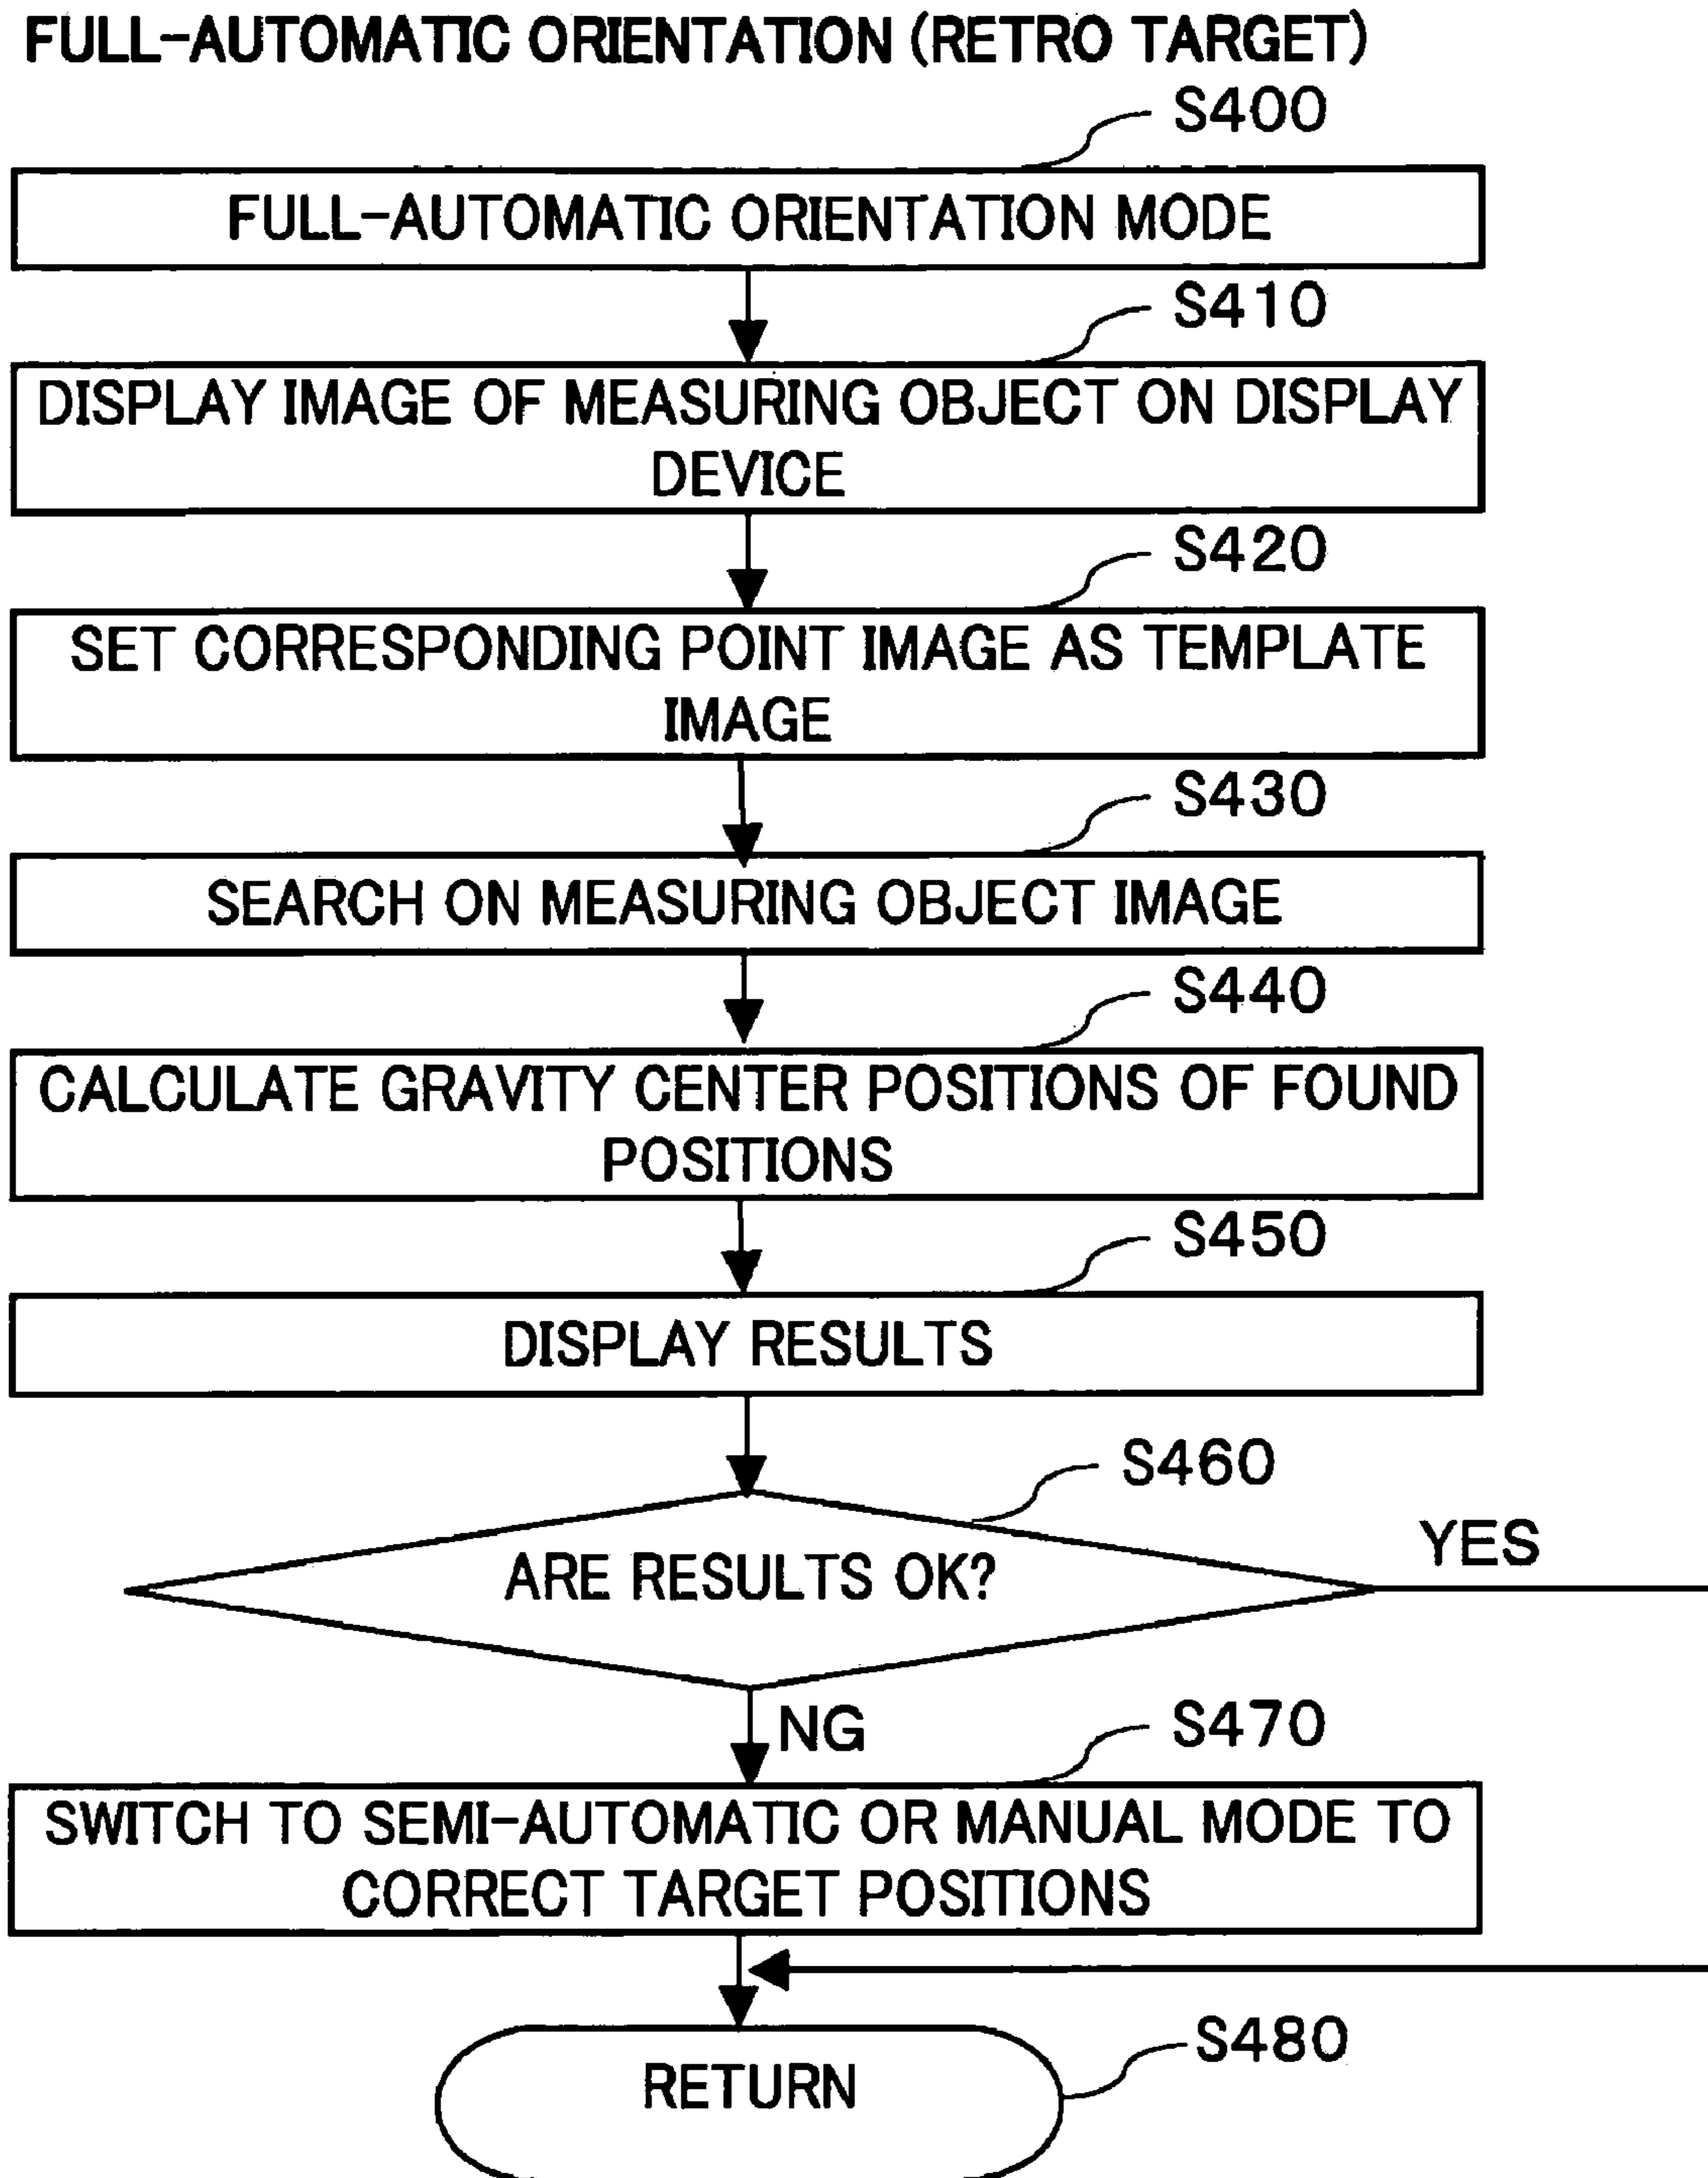 FULL-AUTOMATIC ORIENTATION (RETRO TARGET)
S400
FULL-AUTOMATIC ORIENTATION MODE
S410
DISPLAY IMAGE OF MEASURING OBJECT ON DISPLAY
DEVICE
S420
SET CORRESPONDING POINT IMAGE AS TEMPLATE
IMAGE
S430
SEARCH ON MEASURING OBJECT IMAGE
S440
CALCULATE GRAVITY CENTER POSITIONS OF FOUND
POSITIONS
S450
DISPLAY RESULTS
S460
ARE RESULTS OK?
YES
NG
S470
SWITCH TO SEMI-AUTOMATIC OR MANUAL MODE TO
CORRECT TARGET POSITIONS
S480
RETURN